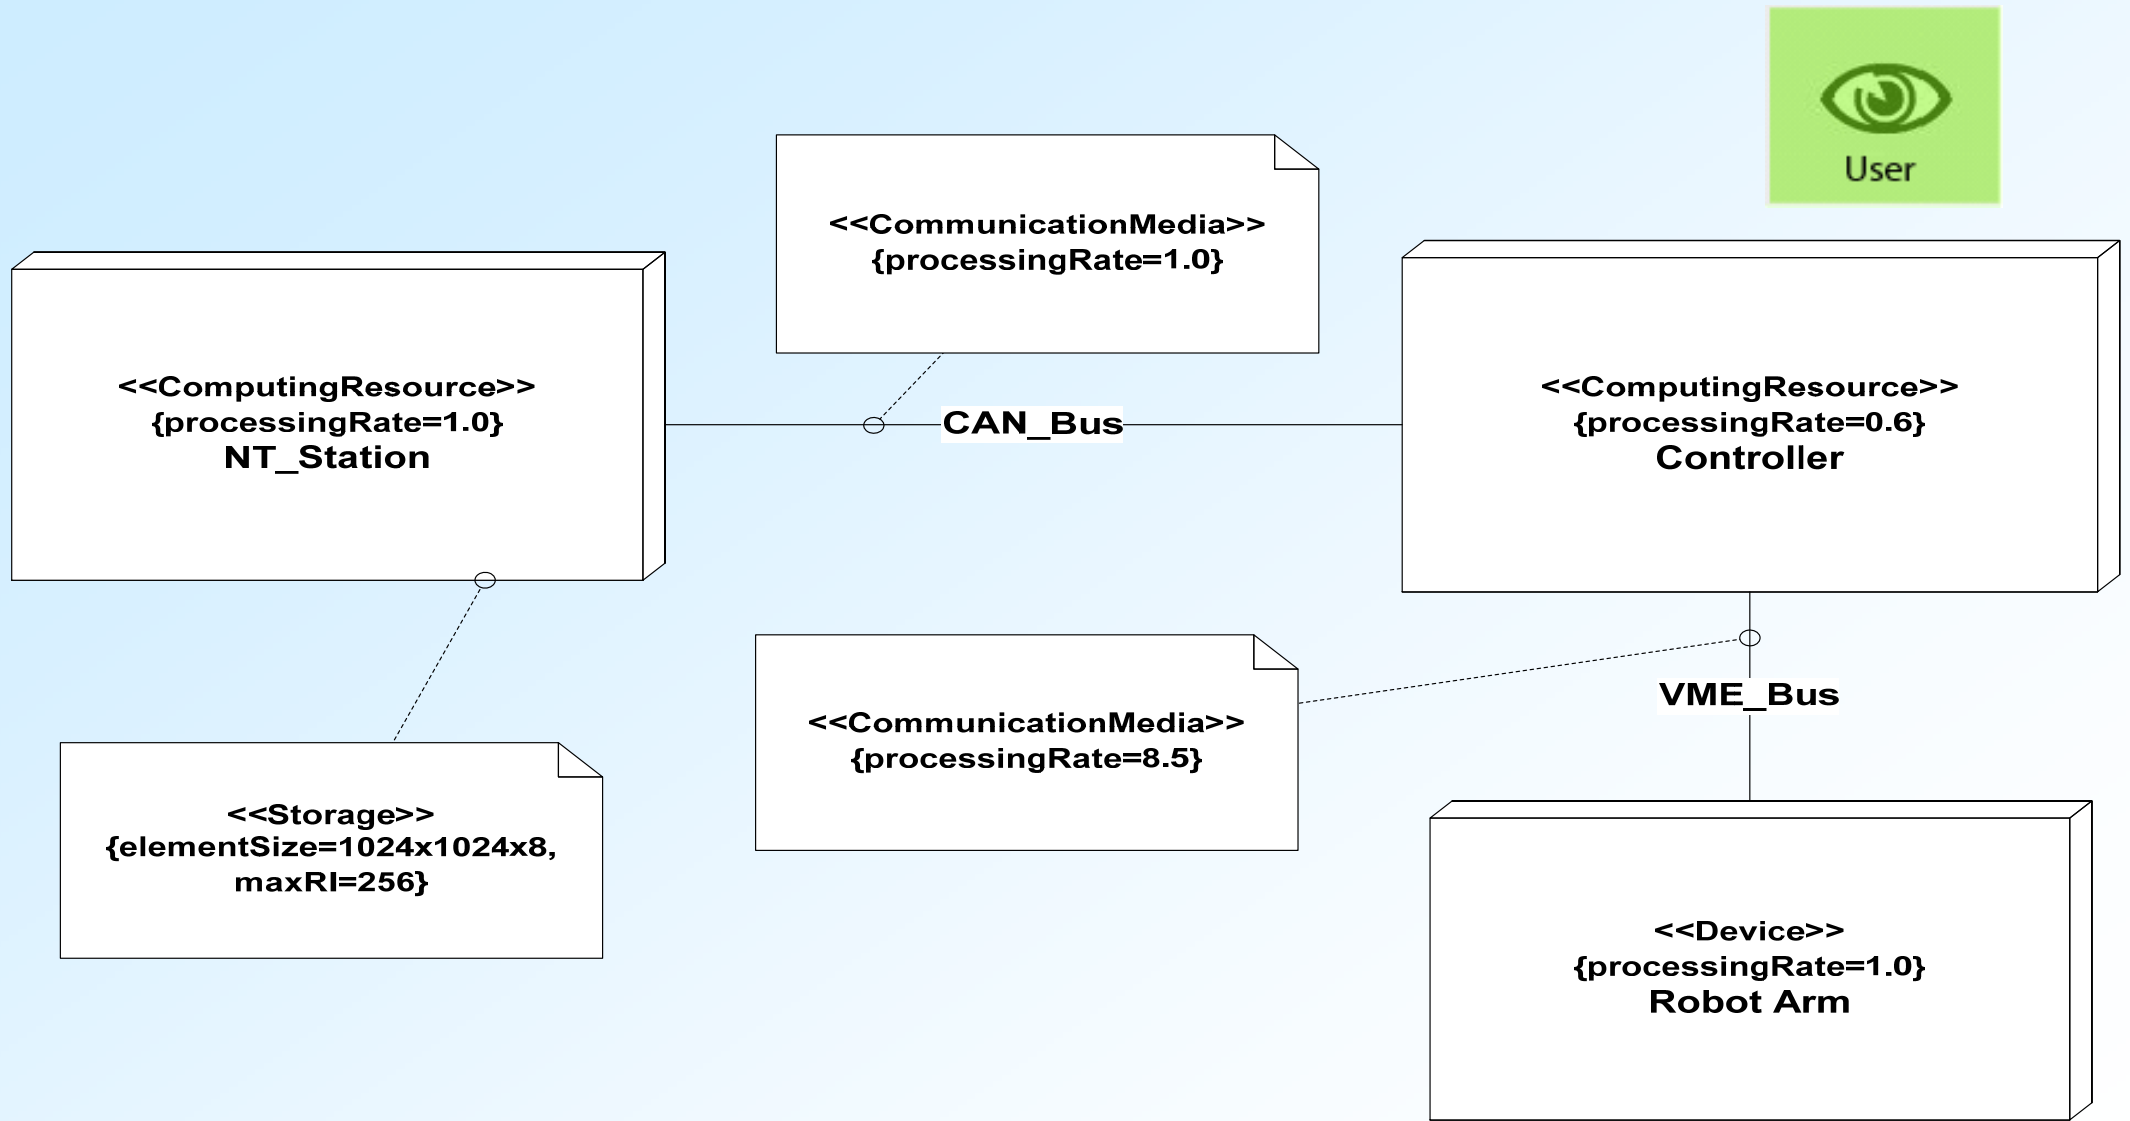 User
<<CommunicationMedia>>
{processingRate=1.0}
<<ComputingResource>>
{processingRate=1.0}
NT_Station
CAN_Bus
<<ComputingResource>>
{processingRate=0.6}
Controller
<<CommunicationMedia>>
{processingRate=8.5}
VME_Bus
<<Storage>>
{elementSize=1024x1024x8,
maxRI=256}
<<Device>>
{processingRate=1.0}
Robot Arm